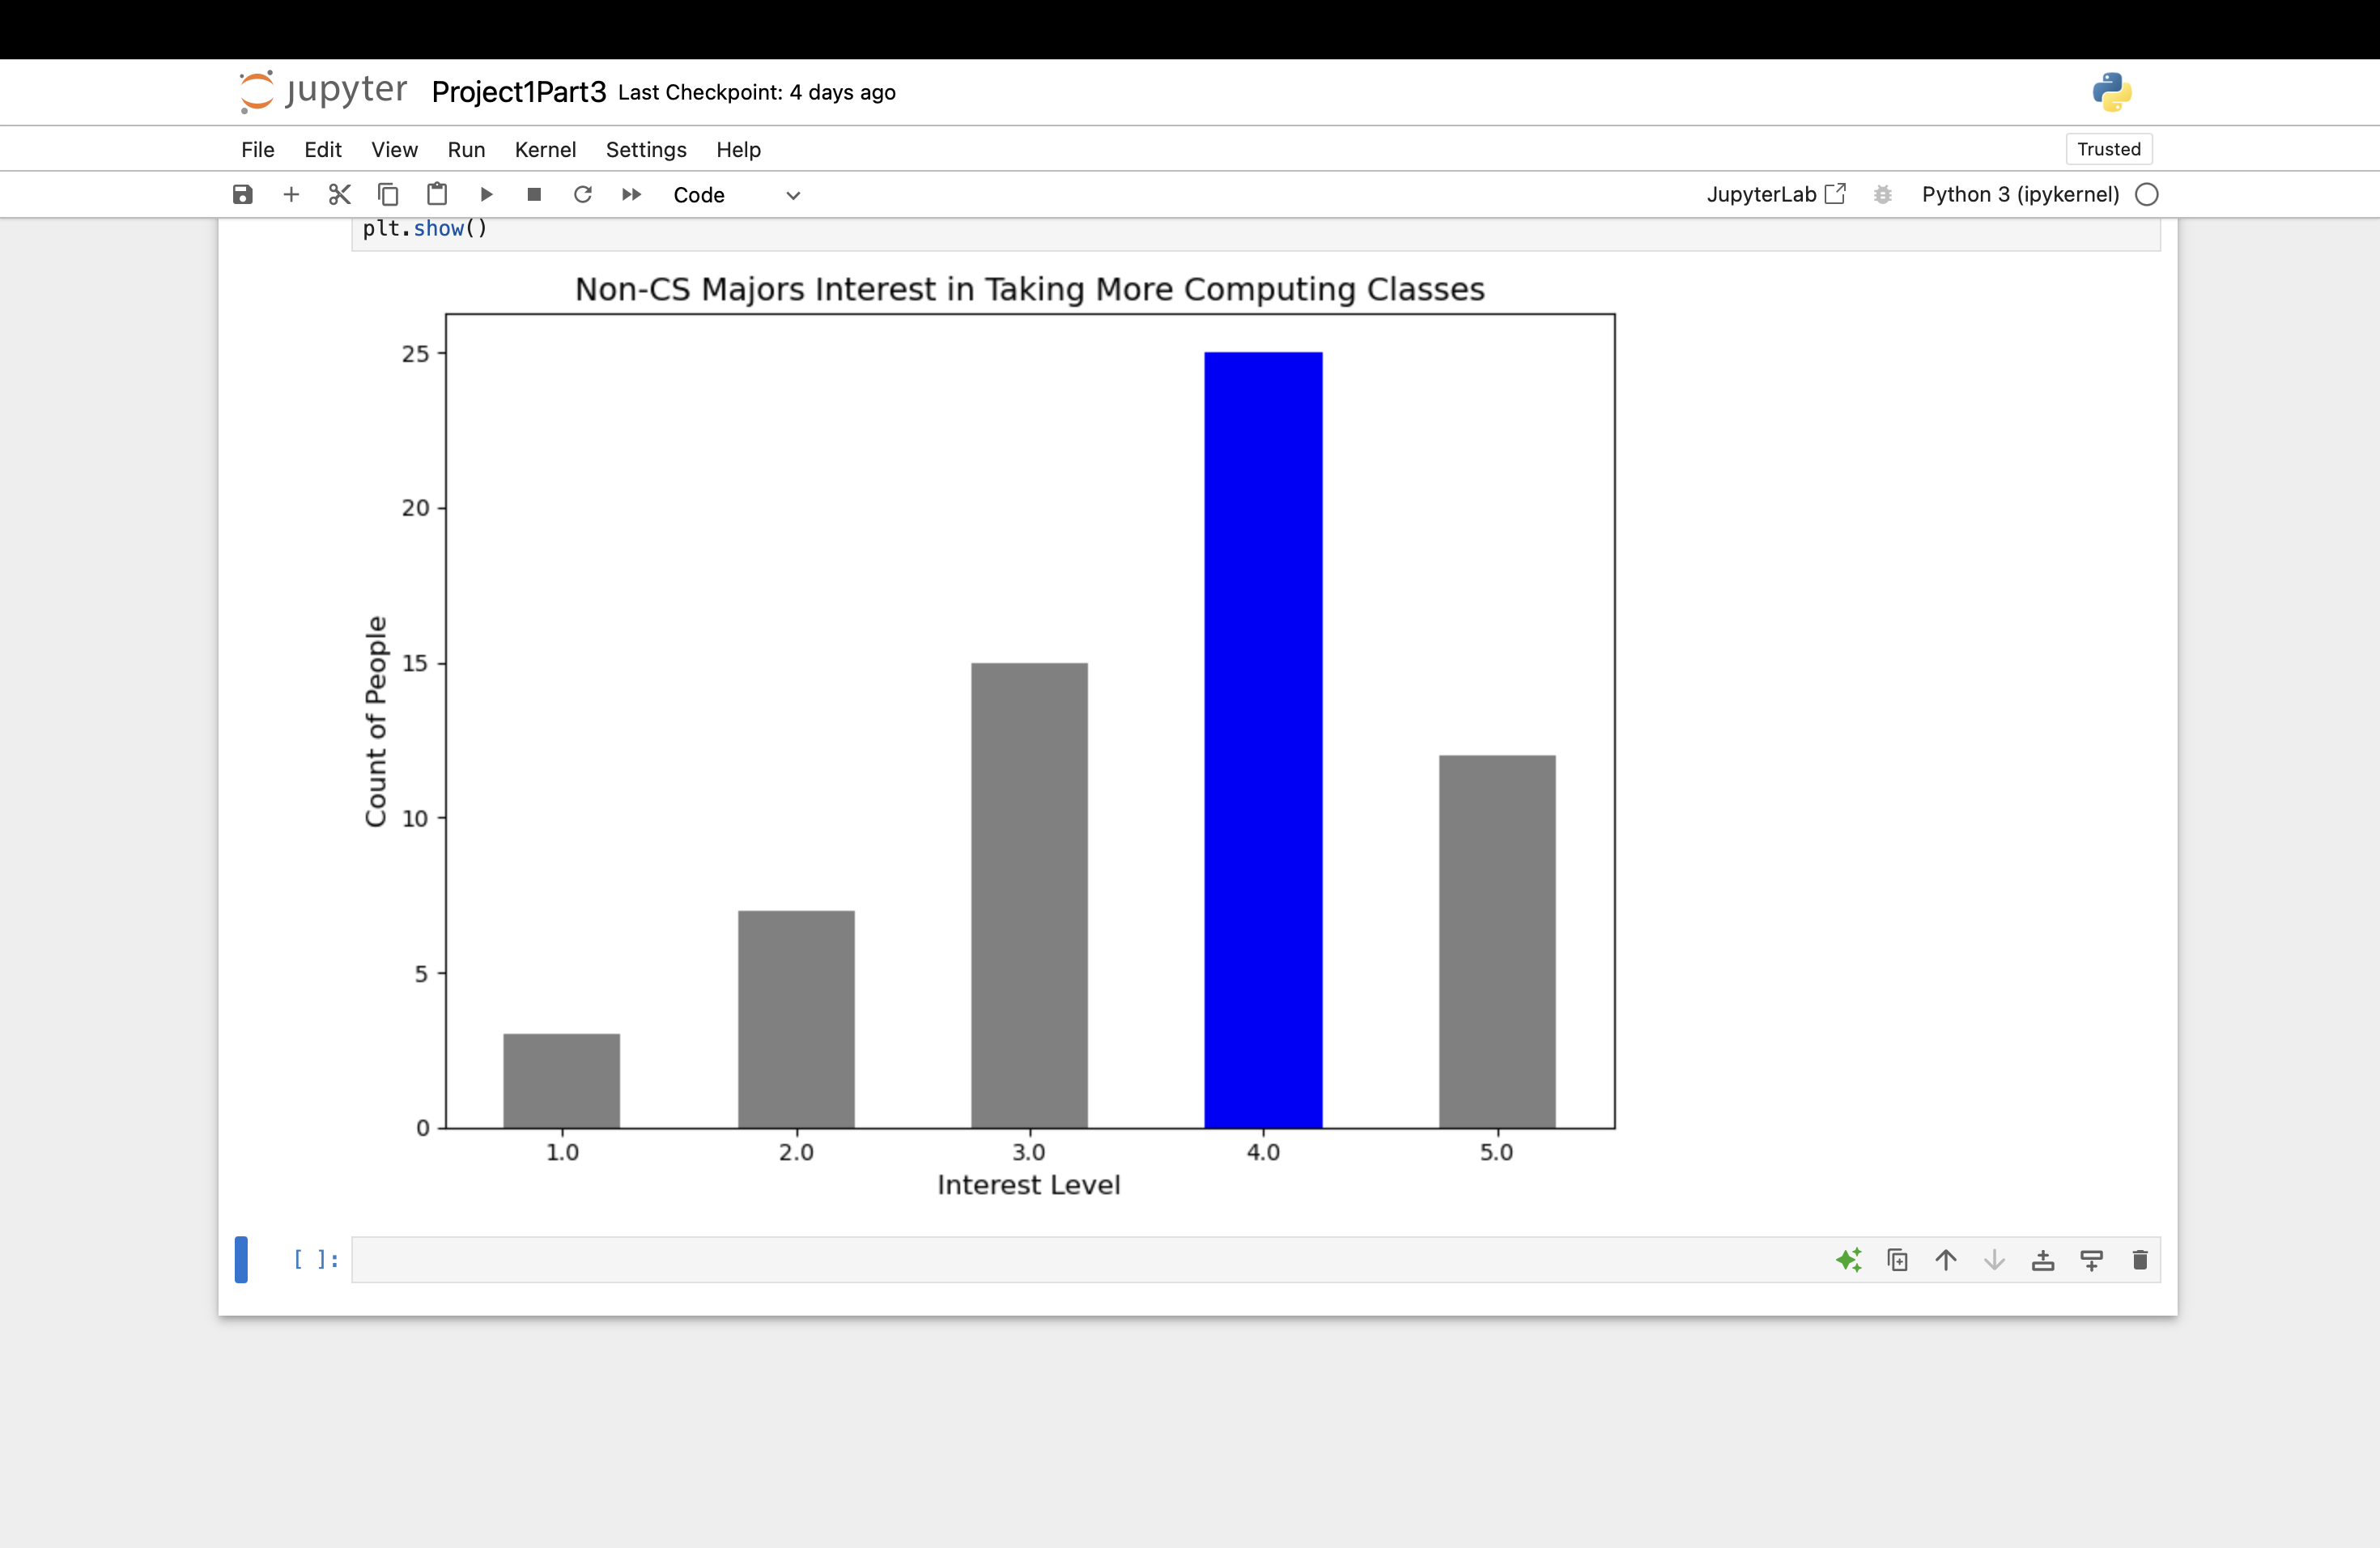 jupyter Project1Part3 Last Checkpoint: 4 days ago
File Edit View Run Kernel Settings Help Trusted
Code JupyterLab Python 3 (ipykernel)
plt.show()
Non-CS Majors Interest in Taking More Computing Classes
25
20
15
10
5
0
Count of People
1.0 2.0 3.0 4.0 5.0
Interest Level
[ ]: